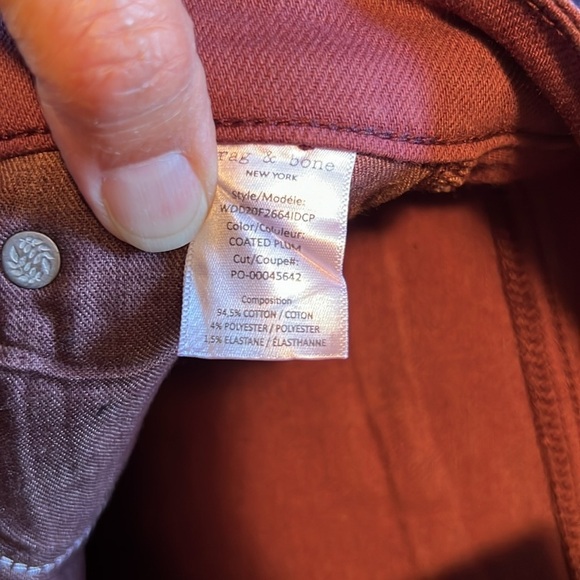 rag & bone
NEW YORK
Style/Modéle:
WDD20F2664IDCP
Color/Couleur:
COATED PLUM
Cut/Coupe#:
PO-00045642
Composition
94,5% COTTON / COTON
4% POLYESTER / POLYESTER
1,5% ELASTANE / ÉLASTHANNE